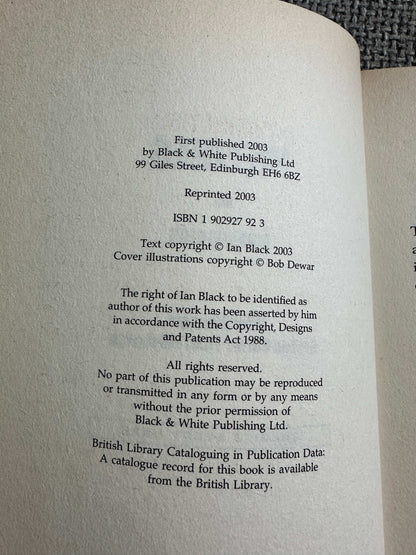 First published 2003
by Black & White Publishing Ltd
99 Giles Street, Edinburgh EH6 6BZ
Reprinted 2003
ISBN 1 902927 92 3
Text copyright © Ian Black 2003
Cover illustrations copyright © Bob Dewar
The right of Ian Black to be identified as
author of this work has been asserted by him
in accordance with the Copyright, Designs
and Patents Act 1988.
All rights reserved.
No part of this publication may be reproduced
or transmitted in any form or by any means
without the prior permission of
Black & White Publishing Ltd.
British Library Cataloguing in Publication Data:
A catalogue record for this book is available
from the British Library.